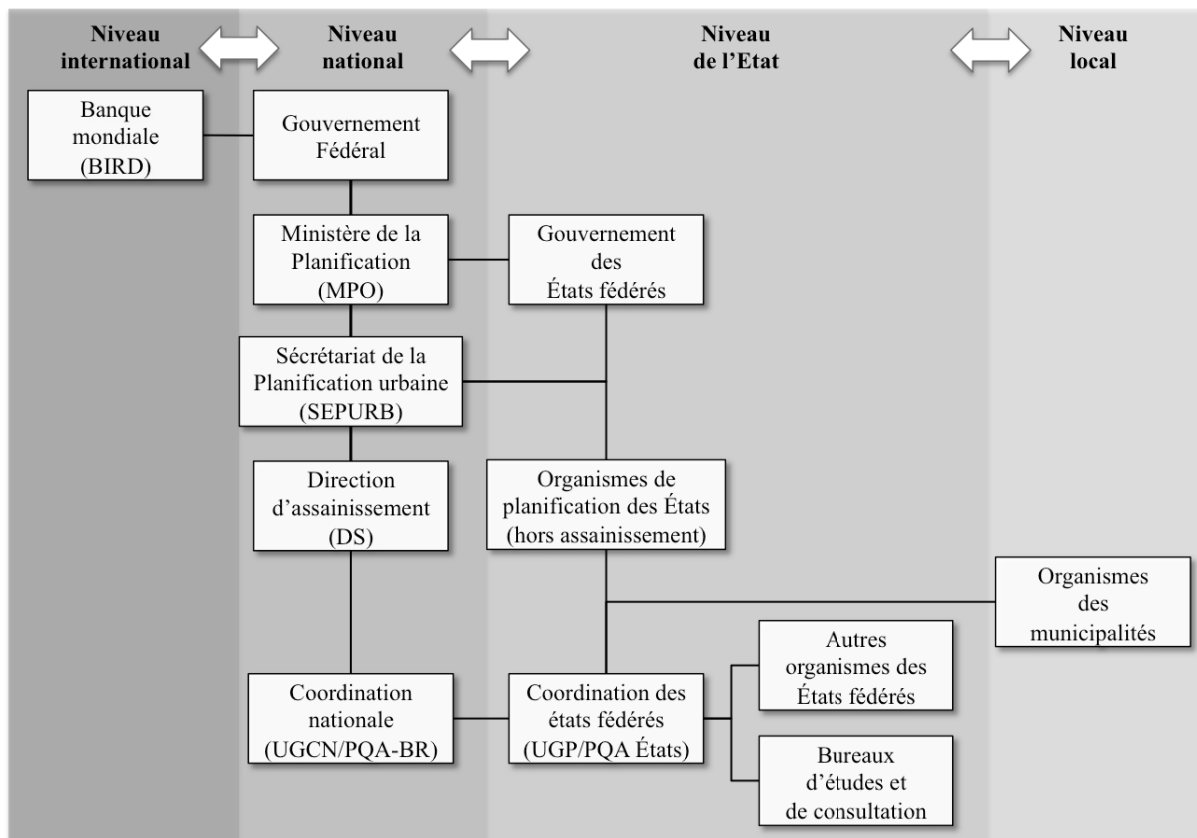 Niveau
international
Niveau
national
Niveau
de l'Etat
Niveau
local
Banque
mondiale
(BIRD)
Gouvernement
Fédéral
Ministère de la
Planification
(MPO)
Gouvernement
des
États fédérés
Sécrétariat de la
Planification urbaine
(SEPURB)
Direction
d'assainissement
(DS)
Organismes de
planification des États
(hors assainissement)
Organismes
des
municipalités
Autres
organismes des
États fédérés
Coordination
nationale
(UGCN/PQA-BR)
Coordination des
états fédérés
(UGP/PQA États)
Bureaux
d'études et
de consultation